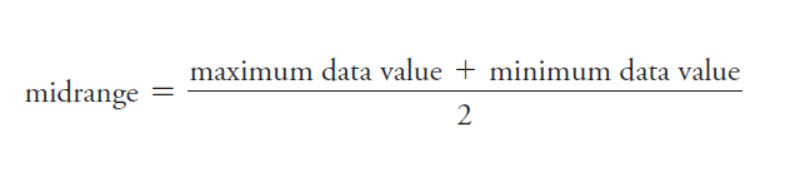 midrange = maximum data value + minimum data value
2